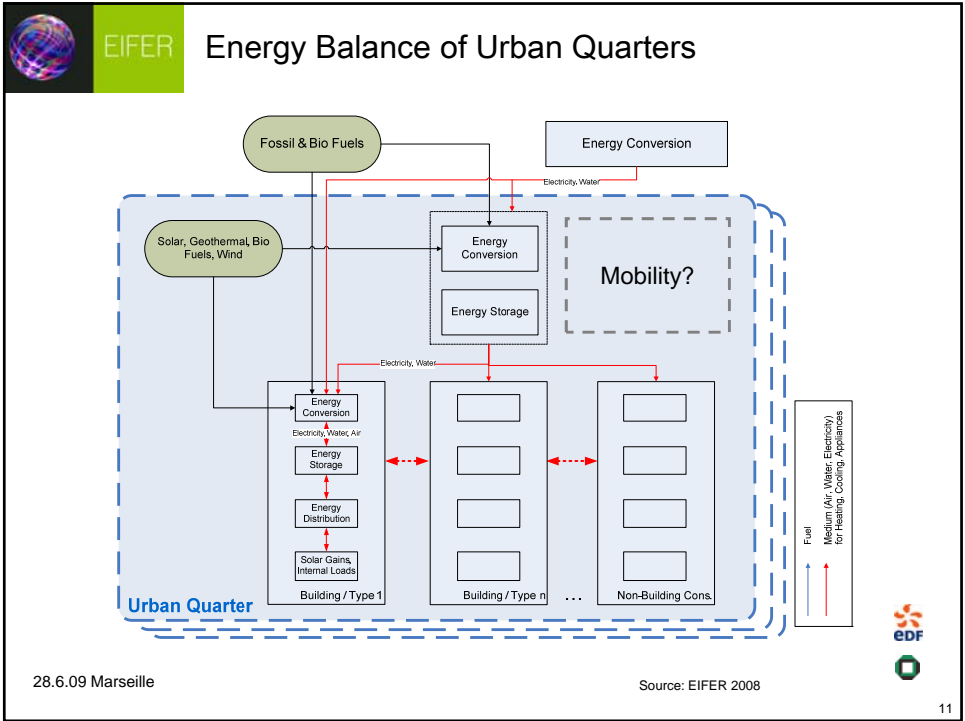 EIFER
Energy Balance of Urban Quarters
Fossil & Bio Fuels
Energy Conversion
Electricity, Water
Solar, Geothermal, Bio
Fuels, Wind
Energy
Conversion
Mobility?
Energy Storage
Electricity, Water
Energy
Conversion
Electricity, Water, Air
Energy
Storage
Energy
Distribution
Solar Gains,
Internal Loads
Building / Type 1
Building / Type n
...
Non-Building Cons.
Urban Quarter
Fuel
Medium (Air, Water, Electricity)
for Heating, Cooling, Appliances
eDF
28.6.09 Marseille
Source: EIFER 2008
11